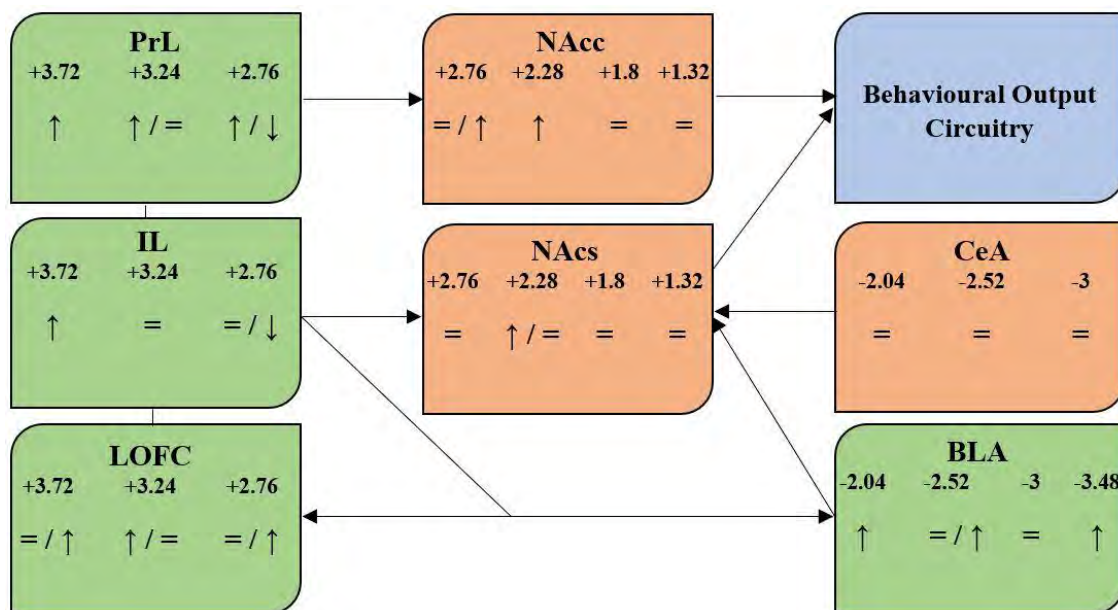 PrL
+3.72 +3.24 +2.76
↑ ↑ / = ↑ / ↓
NAcc
+2.76 +2.28 +1.8 +1.32
= / ↑ ↑ = =
Behavioural Output
Circuitry
IL
+3.72 +3.24 +2.76
↑ = = / ↓
NAcs
+2.76 +2.28 +1.8 +1.32
= ↑ / = = =
CeA
-2.04 -2.52 -3
= = =
LOFC
+3.72 +3.24 +2.76
= / ↑ ↑ / = = / ↑
BLA
-2.04 -2.52 -3 -3.48
↑ = / ↑ = ↑